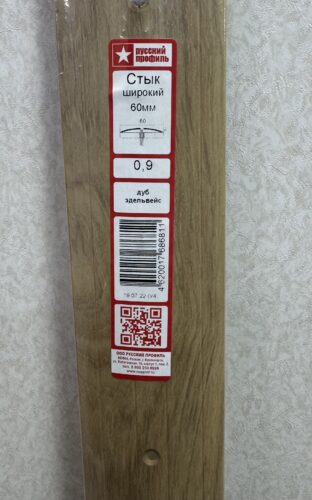 русский
профиль
Стык
широкий
60мм
60
0,9
дуб
эдельвейс
4620017686811
ООО РУССКИЙ ПРОФИЛЬ